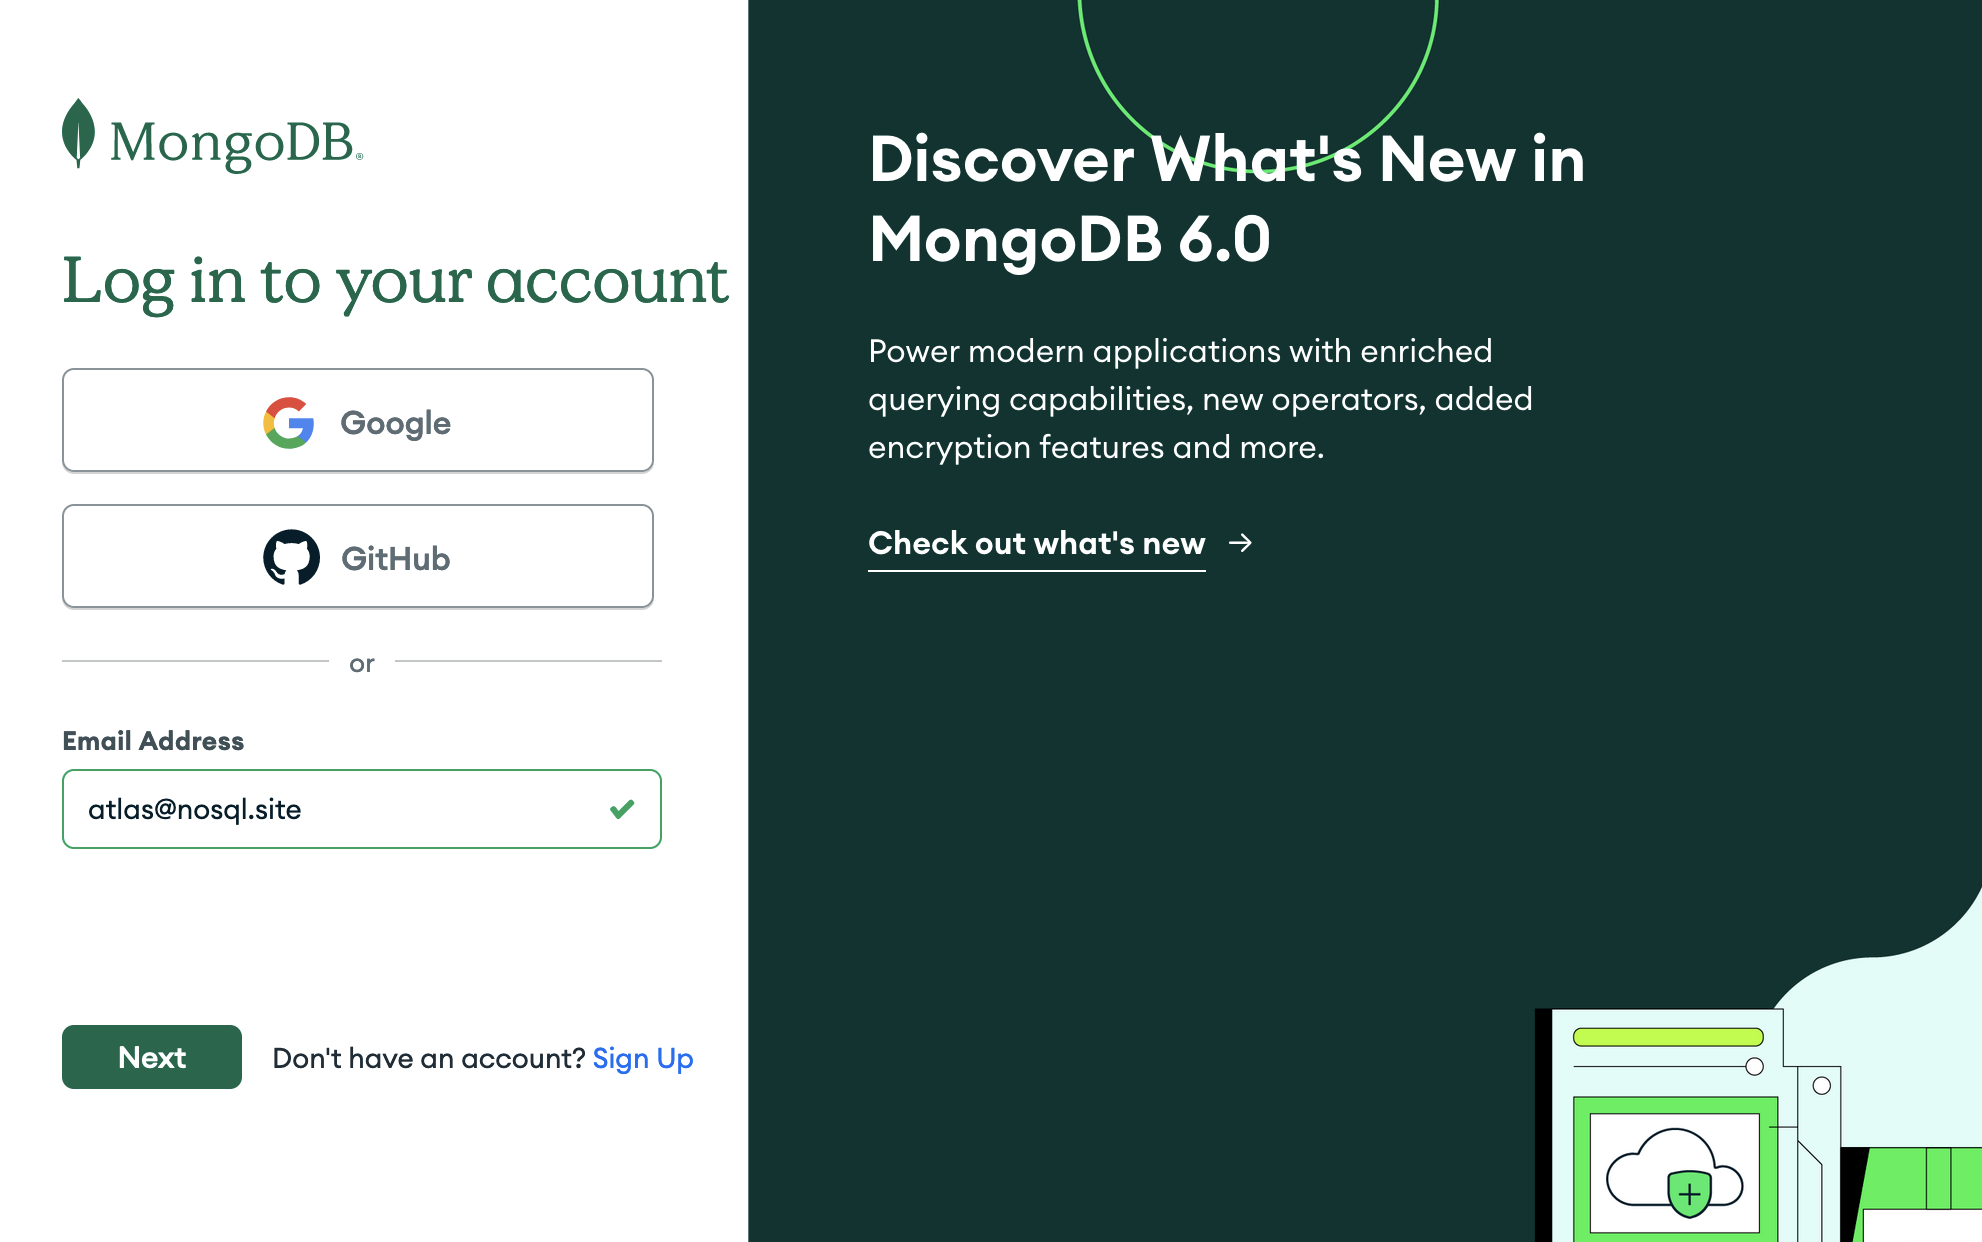 MongoDB®
Log in to your account
Google
GitHub
or
Email Address
atlas@nosql.site
Next
Don't have an account? Sign Up
Discover What's New in
MongoDB 6.0
Power modern applications with enriched
querying capabilities, new operators, added
encryption features and more.
Check out what's new →